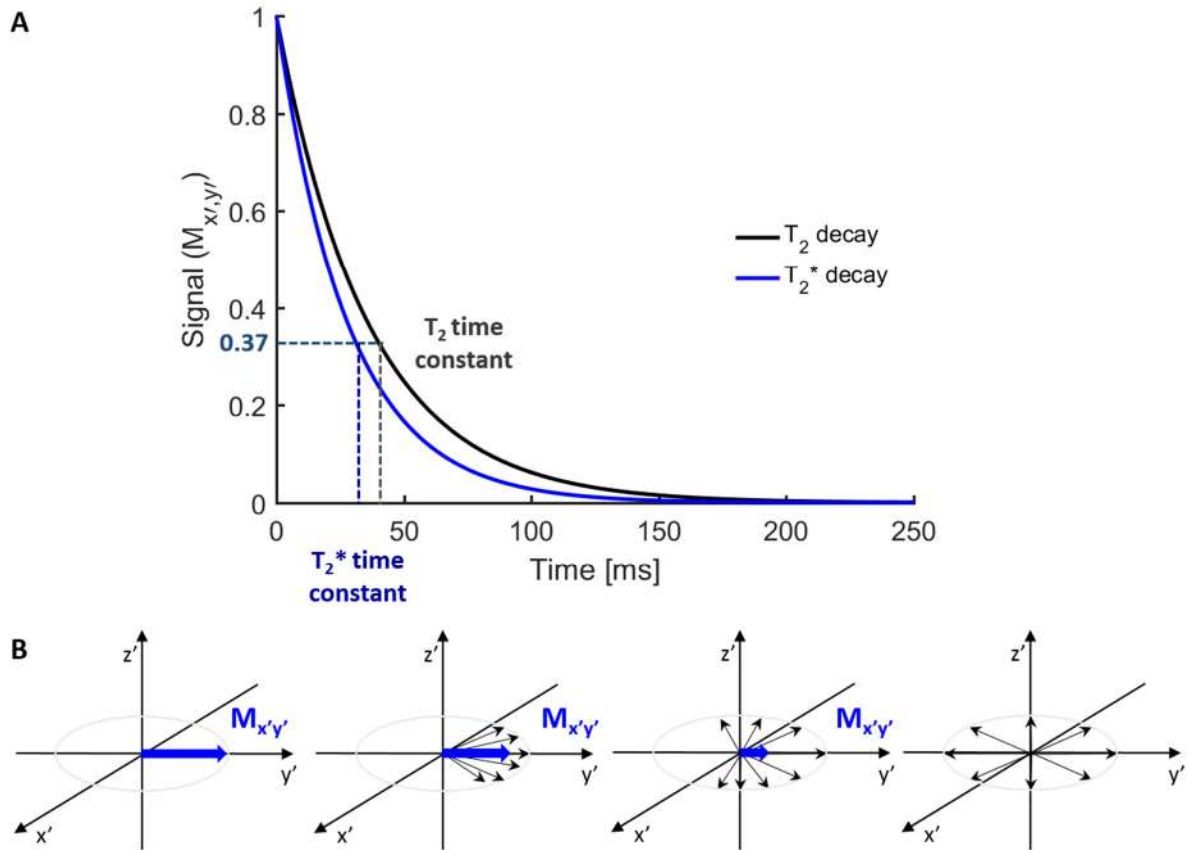 A
1
0.8
0.6
0.4
0.37
0.2
0
Signal (Mx′,y′)
T2 decay
T2* decay
T2 time
constant
0 50 100 150 200 250
T2* time
constant
Time [ms]
B
z'
Mx'y'
y'
x'
z'
Mx'y'
y'
x'
z'
Mx'y'
y'
x'
z'
y'
x'